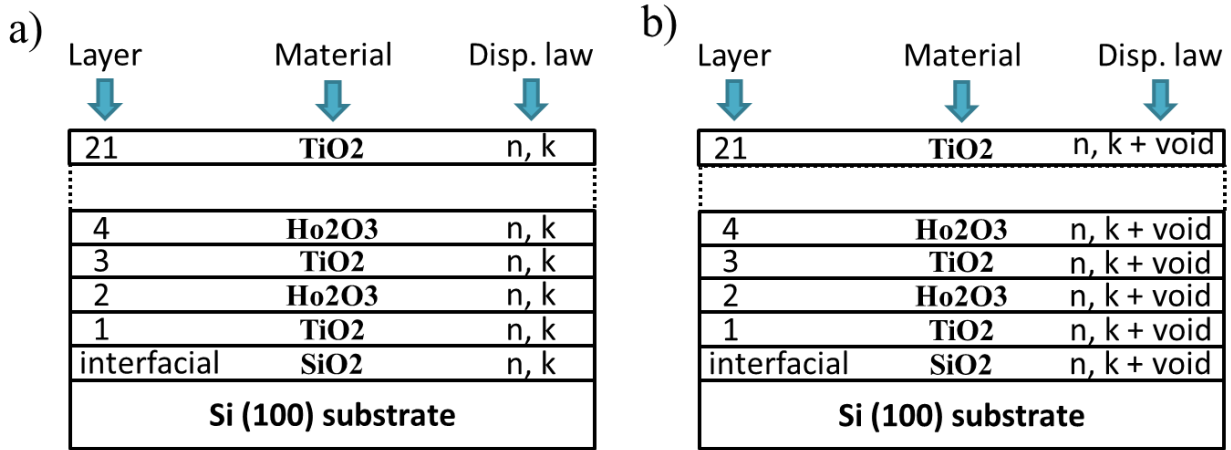 a)
Layer Material Disp. law
21 TiO2 n, k
4 Ho2O3 n, k
3 TiO2 n, k
2 Ho2O3 n, k
1 TiO2 n, k
interfacial SiO2 n, k
Si (100) substrate
b)
Layer Material Disp. law
21 TiO2 n, k + void
4 Ho2O3 n, k + void
3 TiO2 n, k + void
2 Ho2O3 n, k + void
1 TiO2 n, k + void
interfacial SiO2 n, k + void
Si (100) substrate